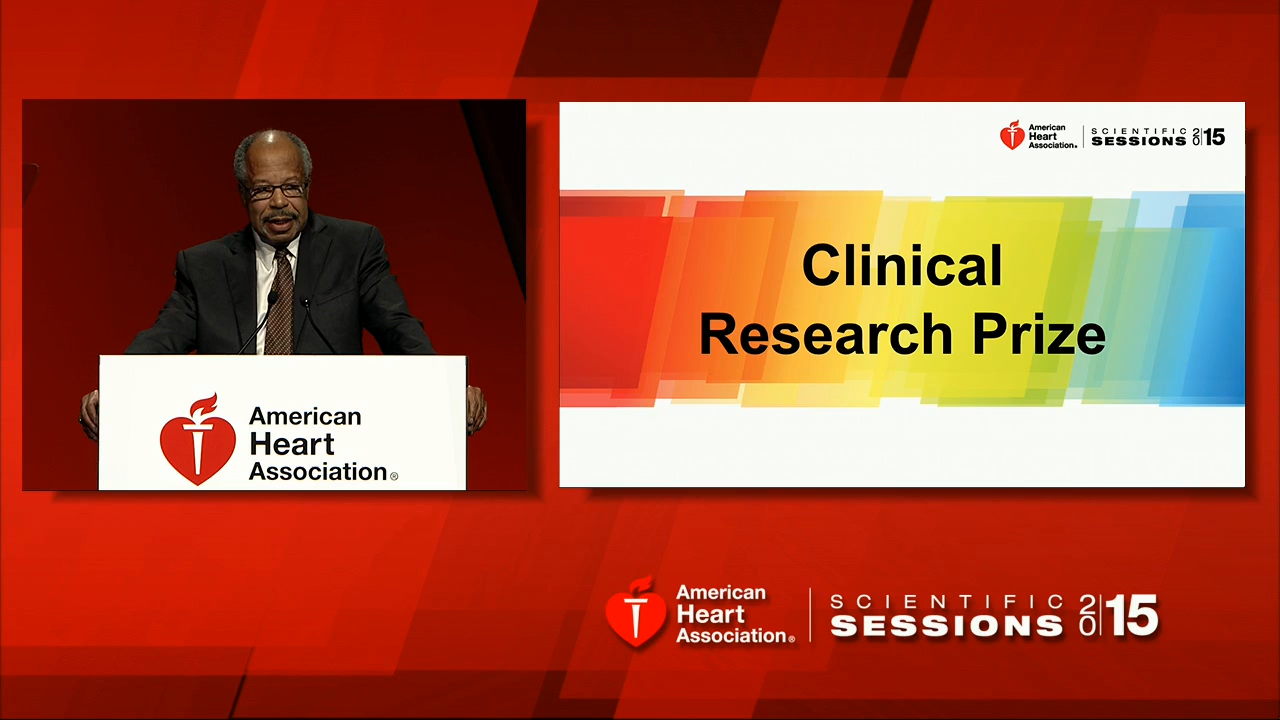 American
Heart
Association®
American
Heart
Association®
SCIENTIFIC
SESSIONS
2015
Clinical
Research Prize
American
Heart
Association®
SCIENTIFIC
SESSIONS
2015